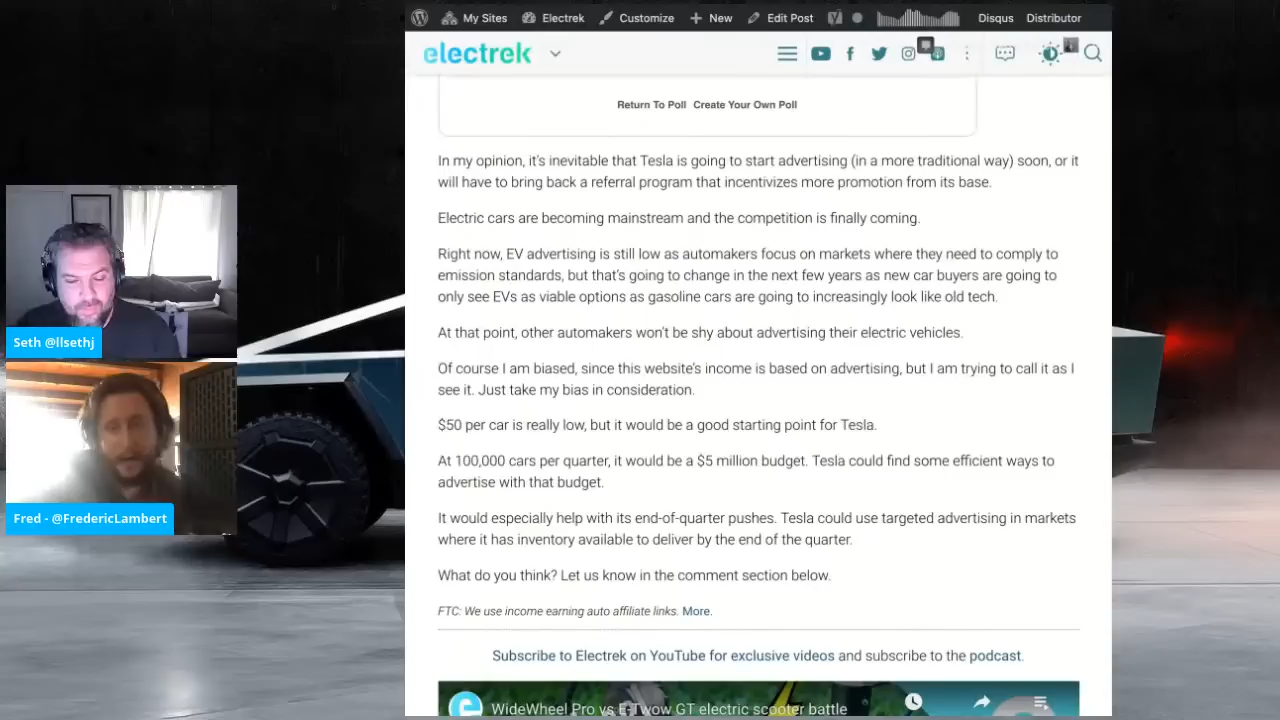 My Sites Electrek Customize New Edit Post Disqus Distributor
electrek
Return To Poll Create Your Own Poll
In my opinion, it's inevitable that Tesla is going to start advertising (in a more traditional way) soon, or it
will have to bring back a referral program that incentivizes more promotion from its base.
Electric cars are becoming mainstream and the competition is finally coming.
Right now, EV advertising is still low as automakers focus on markets where they need to comply to
emission standards, but that's going to change in the next few years as new car buyers are going to
only see EVs as viable options as gasoline cars are going to increasingly look like old tech.
At that point, other automakers won't be shy about advertising their electric vehicles.
Of course I am biased, since this website's income is based on advertising, but I am trying to call it as I
see it. Just take my bias in consideration.
$50 per car is really low, but it would be a good starting point for Tesla.
At 100,000 cars per quarter, it would be a $5 million budget. Tesla could find some efficient ways to
advertise with that budget.
It would especially help with its end-of-quarter pushes. Tesla could use targeted advertising in markets
where it has inventory available to deliver by the end of the quarter.
What do you think? Let us know in the comment section below.
FTC: We use income earning auto affiliate links. More.
Subscribe to Electrek on YouTube for exclusive videos and subscribe to the podcast.
WideWheel Pro vs E-Twow GT electric scooter battle
Seth @llsethj
Fred - @FredericLambert